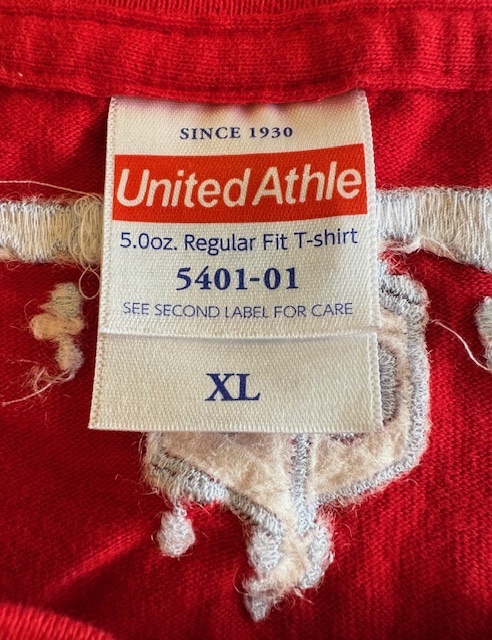 SINCE 1930
United Athle
5.0oz. Regular Fit T-shirt
5401-01
SEE SECOND LABEL FOR CARE
XL